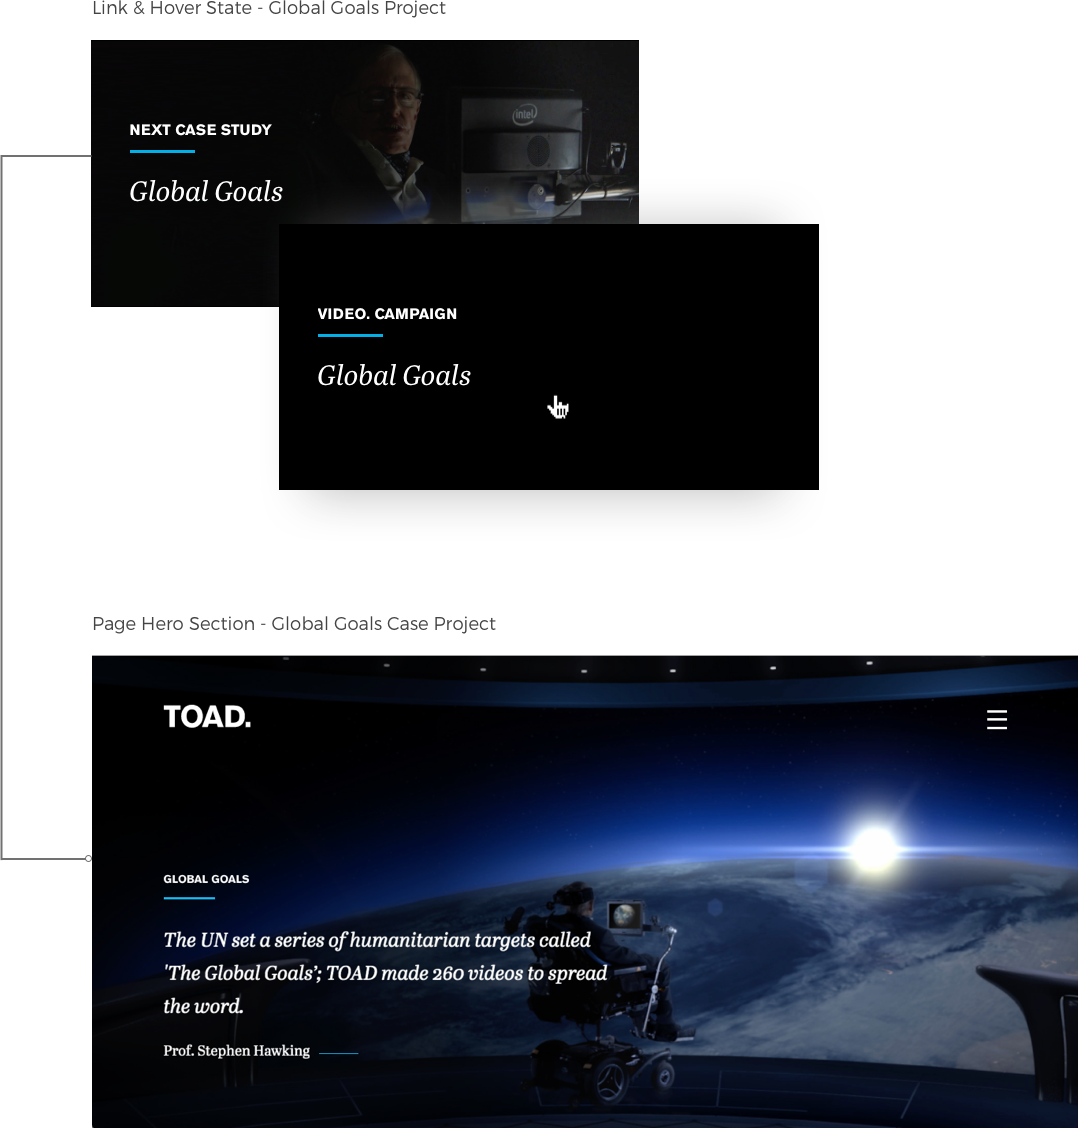 Link & Hover State - Global Goals Project
NEXT CASE STUDY
Global Goals
intel
VIDEO. CAMPAIGN
Global Goals
Page Hero Section - Global Goals Case Project
TOAD.
GLOBAL GOALS
The UN set a series of humanitarian targets called
'The Global Goals’; TOAD made 260 videos to spread
the word.
Prof. Stephen Hawking